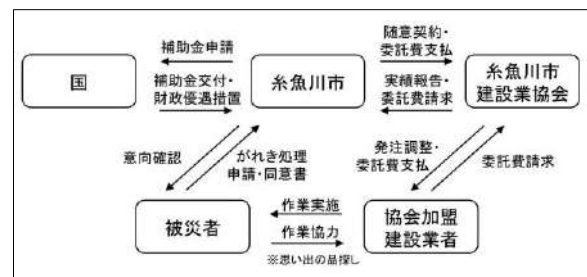 補助金申請
随意契約・
委託費支払
国
糸魚川市
糸魚川市
建設業協会
補助金交付・
財政優遇措置
実績報告・
委託費請求
意向確認
がれき処理
申請・同意書
発注調整・
委託費支払
委託費請求
被災者
作業実施
作業協力
※思い出の品探し
協会加盟
建設業者